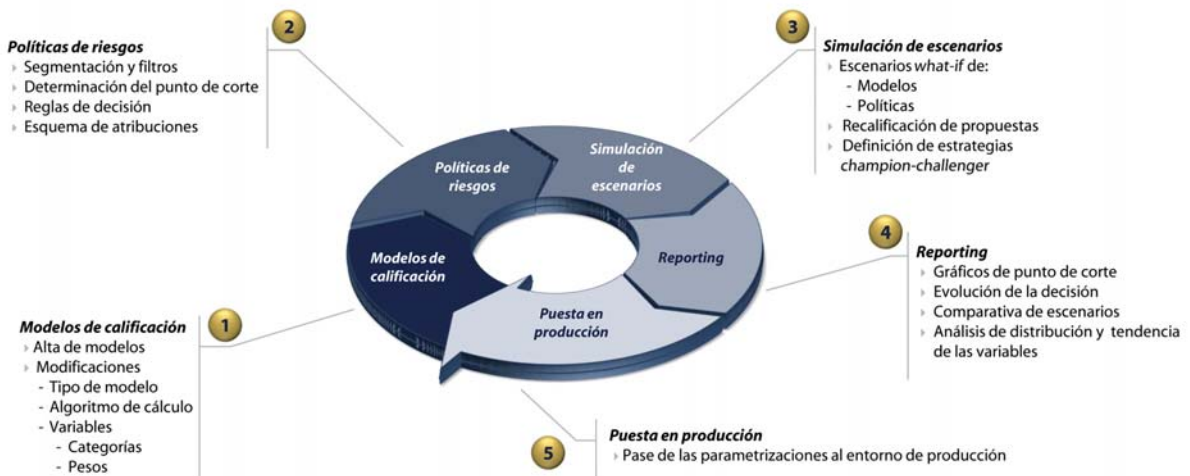 1
Modelos de calificación
Alta de modelos
Modificaciones
- Tipo de modelo
- Algoritmo de cálculo
- Variables
- Categorías
- Pesos
2
Políticas de riesgos
Segmentación y filtros
Determinación del punto de corte
Reglas de decisión
Esquema de atribuciones
3
Simulación de escenarios
Escenarios what-if de:
- Modelos
- Políticas
Recalificación de propuestas
Definición de estrategias
champion-challenger
4
Reporting
Gráficos de punto de corte
Evolución de la decisión
Comparativa de escenarios
Análisis de distribución y tendencia
de las variables
5
Puesta en producción
Pase de las parametrizaciones al entorno de producción
Modelos de
calificación
Políticas de
riesgos
Simulación
de
escenarios
Reporting
Puesta en
producción